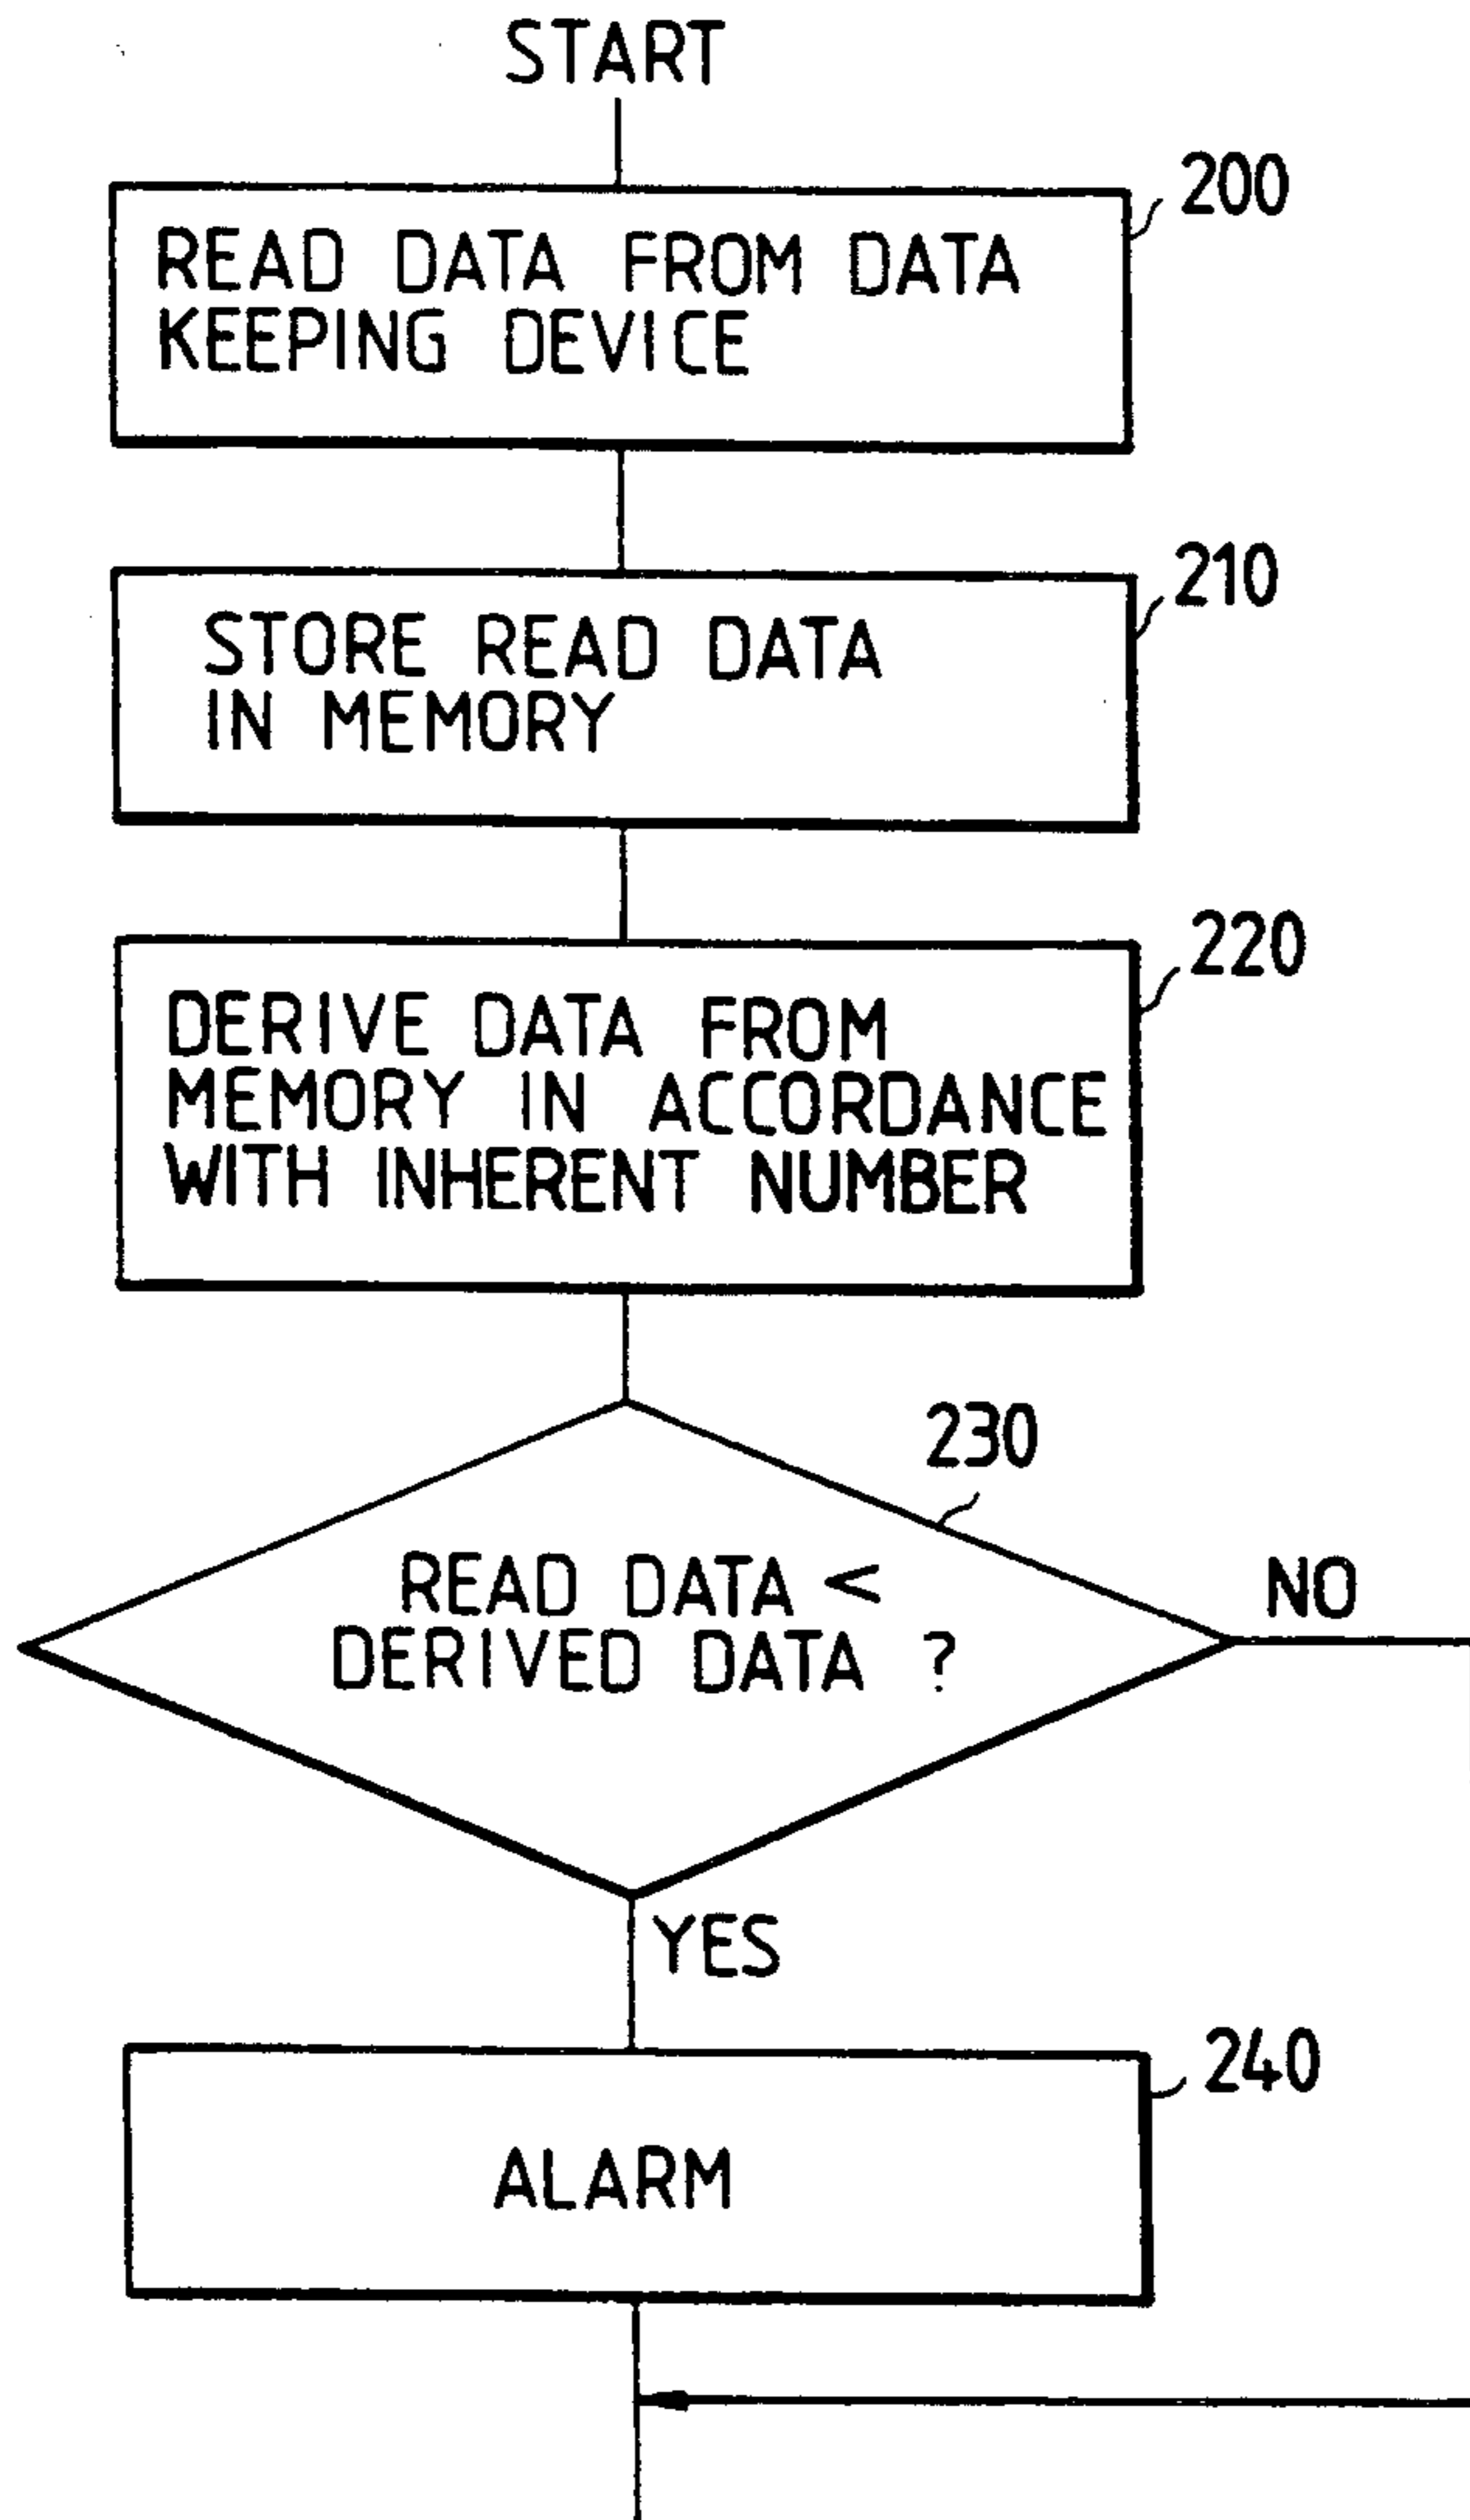 START
200
READ DATA FROM DATA
KEEPING DEVICE
210
STORE READ DATA
IN MEMORY
220
DERIVE DATA FROM
MEMORY IN ACCORDANCE
WITH INHERENT NUMBER
230
READ DATA <
DERIVED DATA ?
NO
YES
240
ALARM